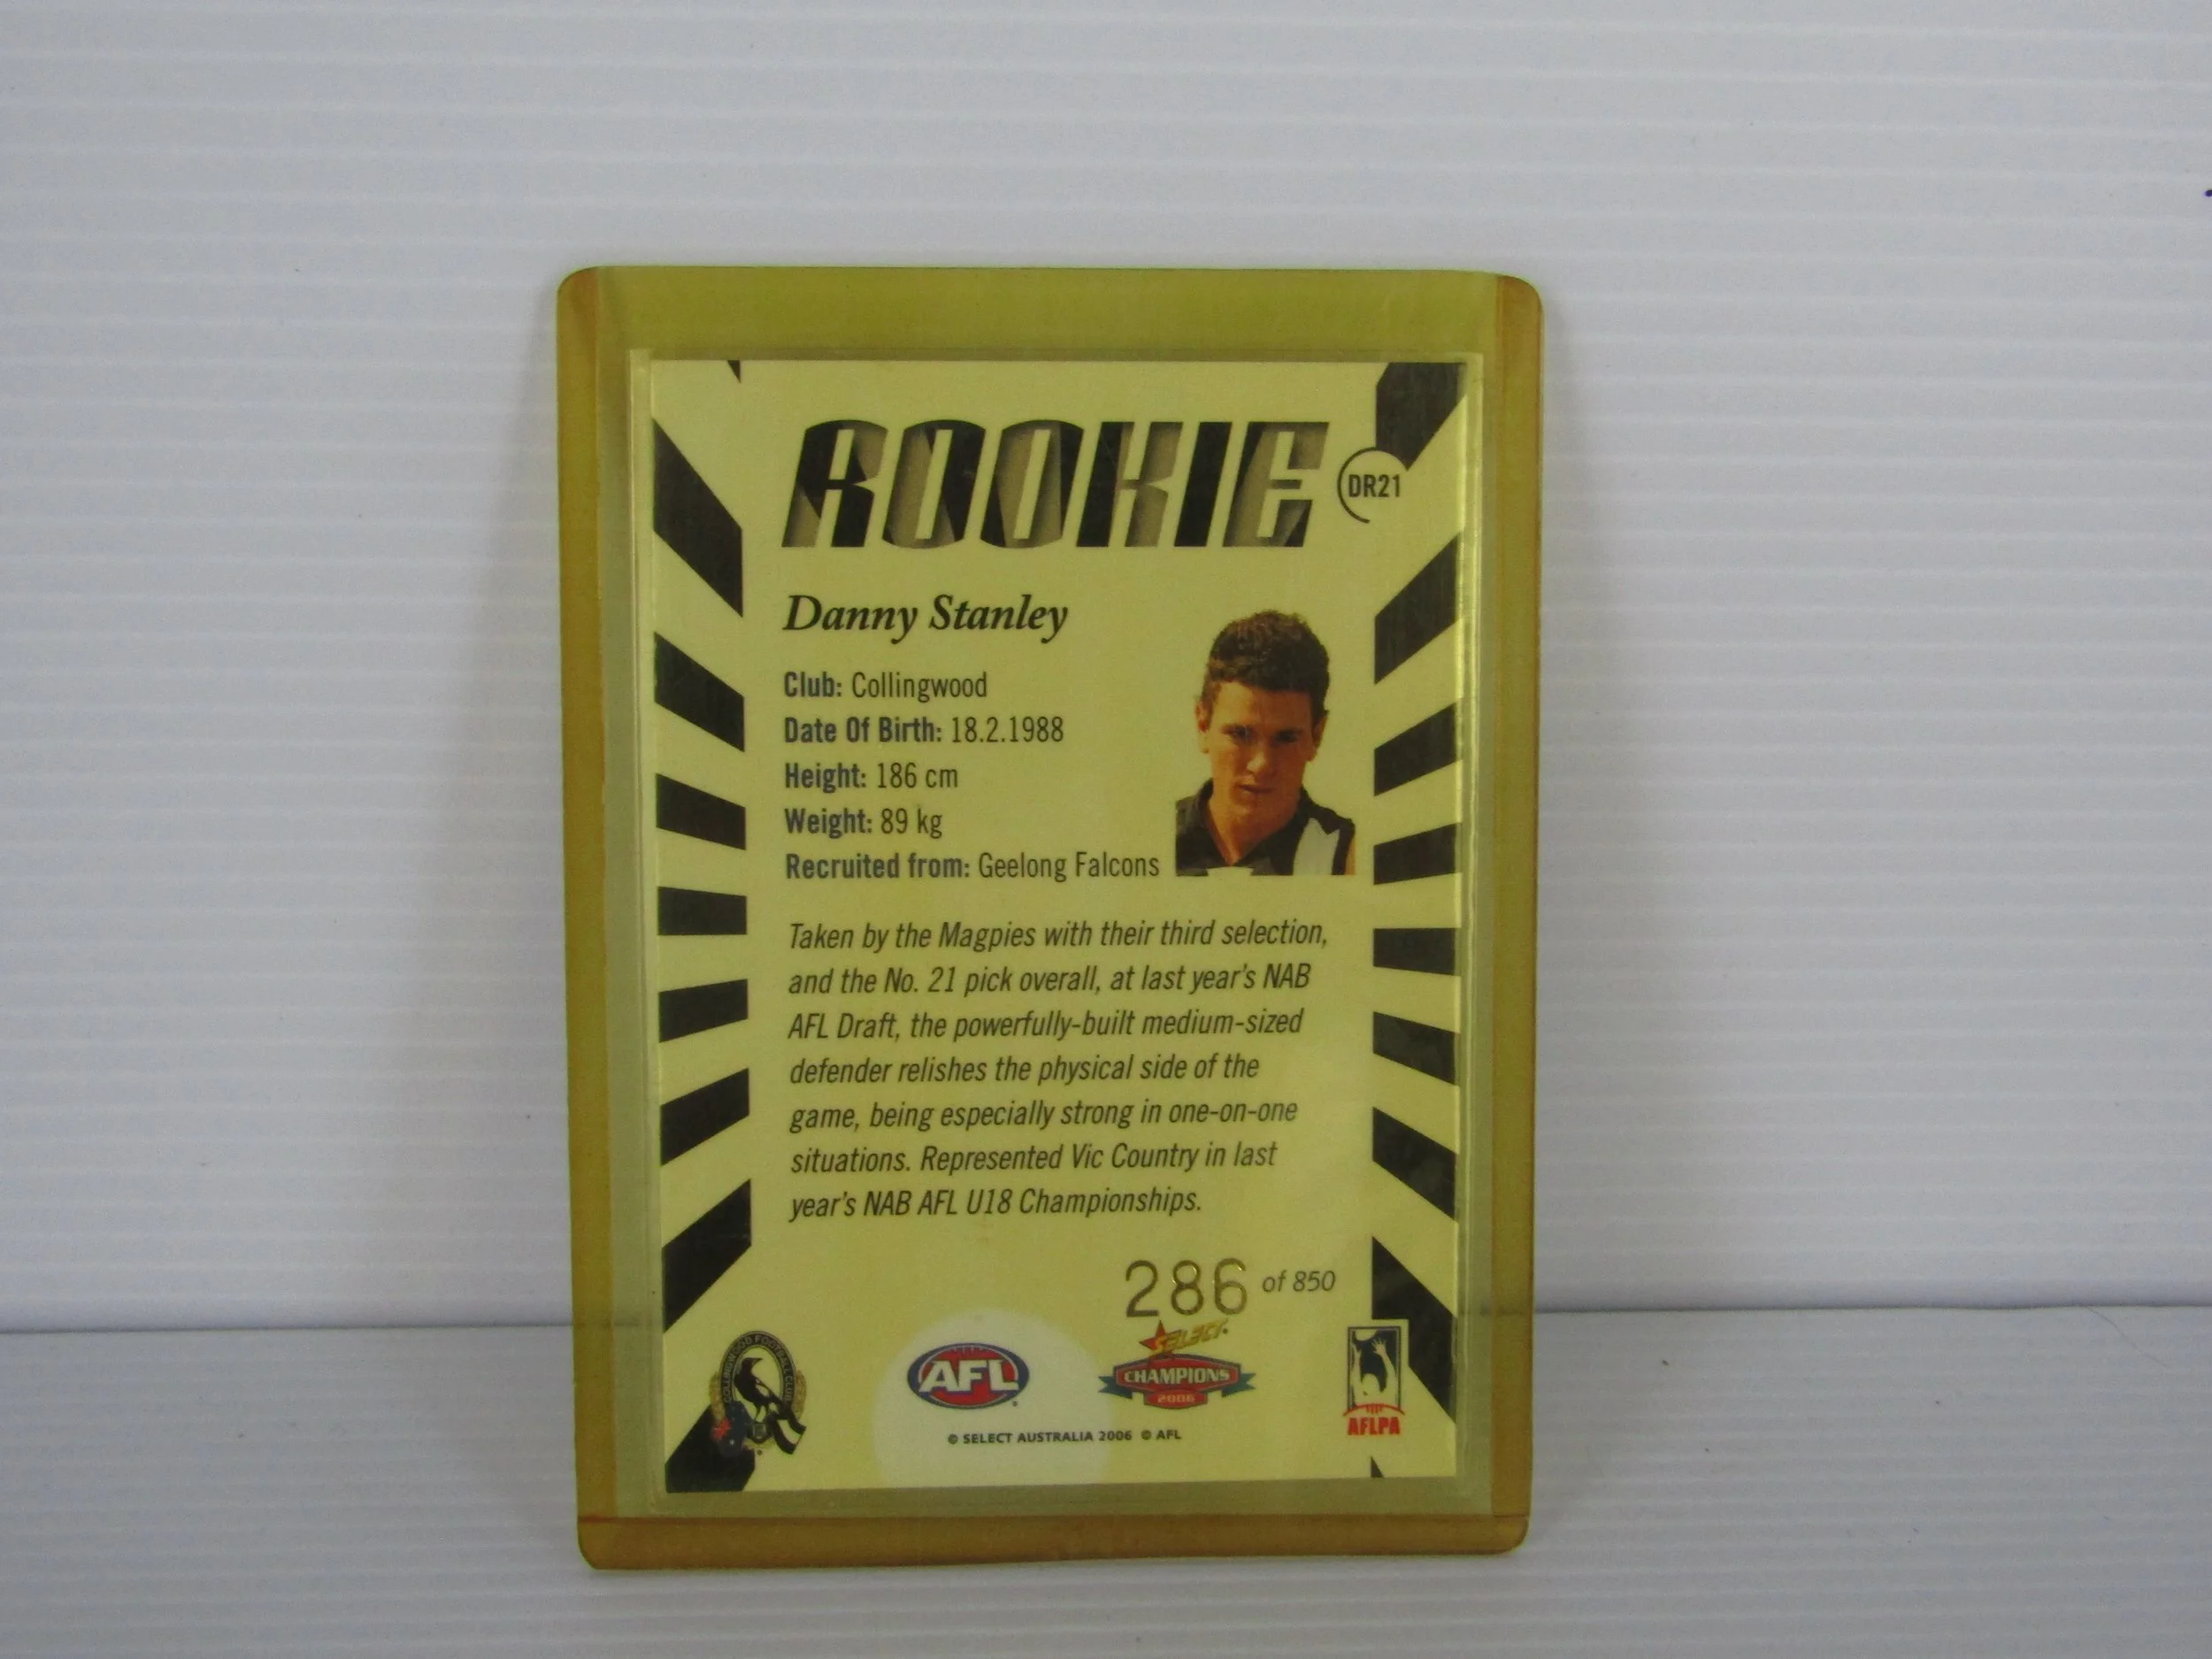 ROOKIE
DR21
Danny Stanley
Club: Collingwood
Date Of Birth: 18.2.1988
Height: 186 cm
Weight: 89 kg
Recruited from: Geelong Falcons
Taken by the Magpies with their third selection,
and the No. 21 pick overall, at last year's NAB
AFL Draft, the powerfully-built medium-sized
defender relishes the physical side of the
game, being especially strong in one-on-one
situations. Represented Vic Country in last
year's NAB AFL U18 Championships.
286 of 850
COLLINGWOOD FOOTBALL CLUB
AFL
SELECT
CHAMPIONS
2006
AFLPA
© SELECT AUSTRALIA 2006 © AFL